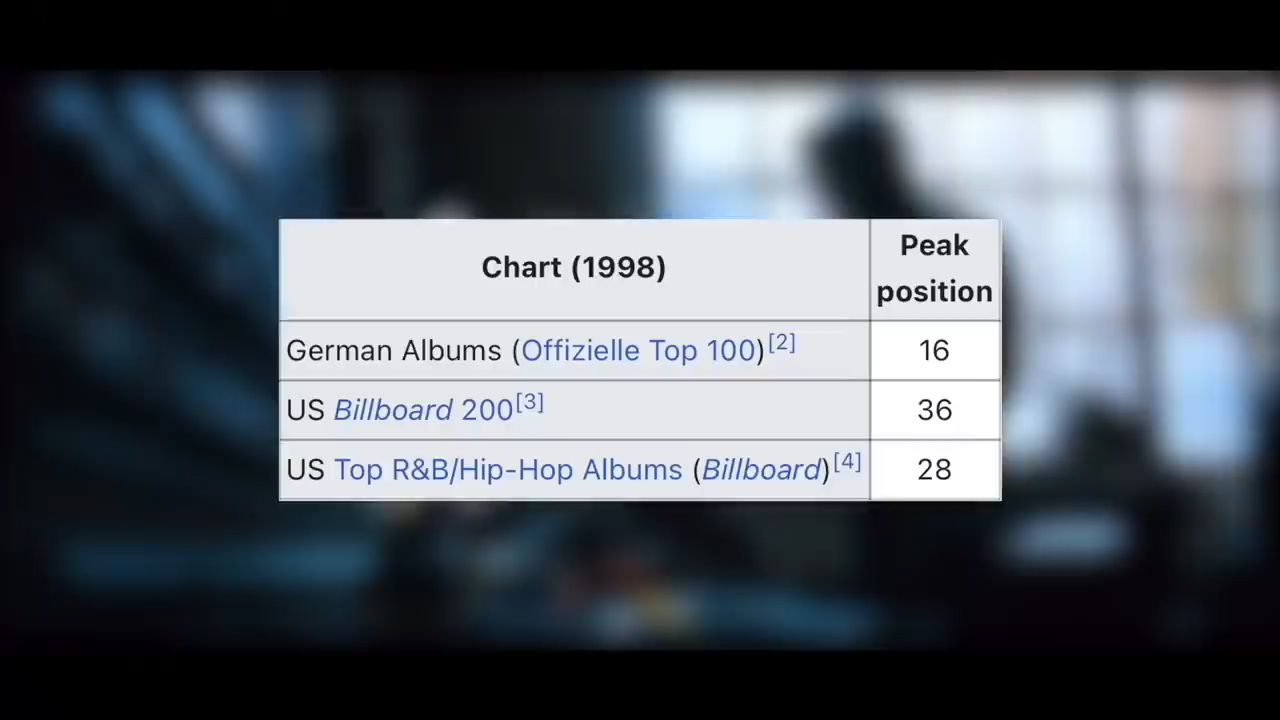 Chart (1998)
Peak
position
German Albums (Offizielle Top 100)[2]
16
US Billboard 200[3]
36
US Top R&B/Hip-Hop Albums (Billboard)[4]
28